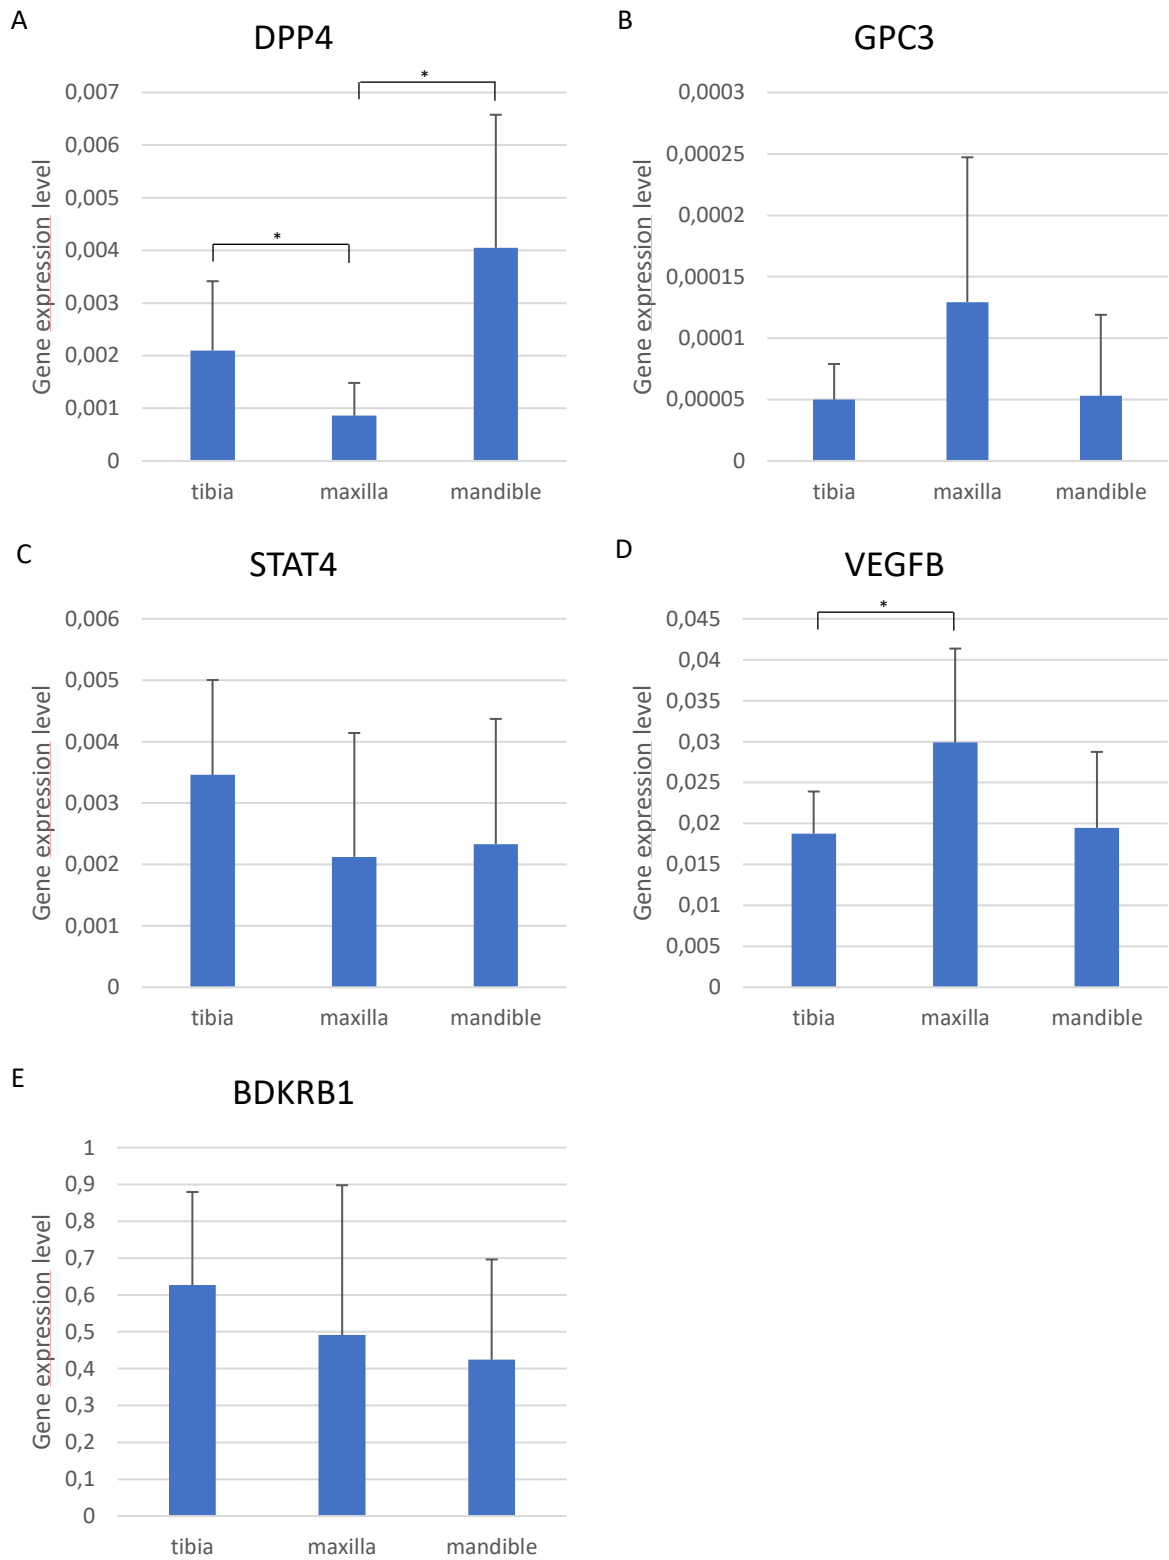 A
DPP4
Gene expression level
0,007
0,006
0,005
0,004
0,003
0,002
0,001
0
*
*
tibia maxilla mandible
B
GPC3
Gene expression level
0,0003
0,00025
0,0002
0,00015
0,0001
0,00005
0
tibia maxilla mandible
C
STAT4
Gene expression level
0,006
0,005
0,004
0,003
0,002
0,001
0
tibia maxilla mandible
D
VEGFB
Gene expression level
0,045
0,04
0,035
0,03
0,025
0,02
0,015
0,01
0,005
0
*
tibia maxilla mandible
E
BDKRB1
Gene expression level
1
0,9
0,8
0,7
0,6
0,5
0,4
0,3
0,2
0,1
0
tibia maxilla mandible